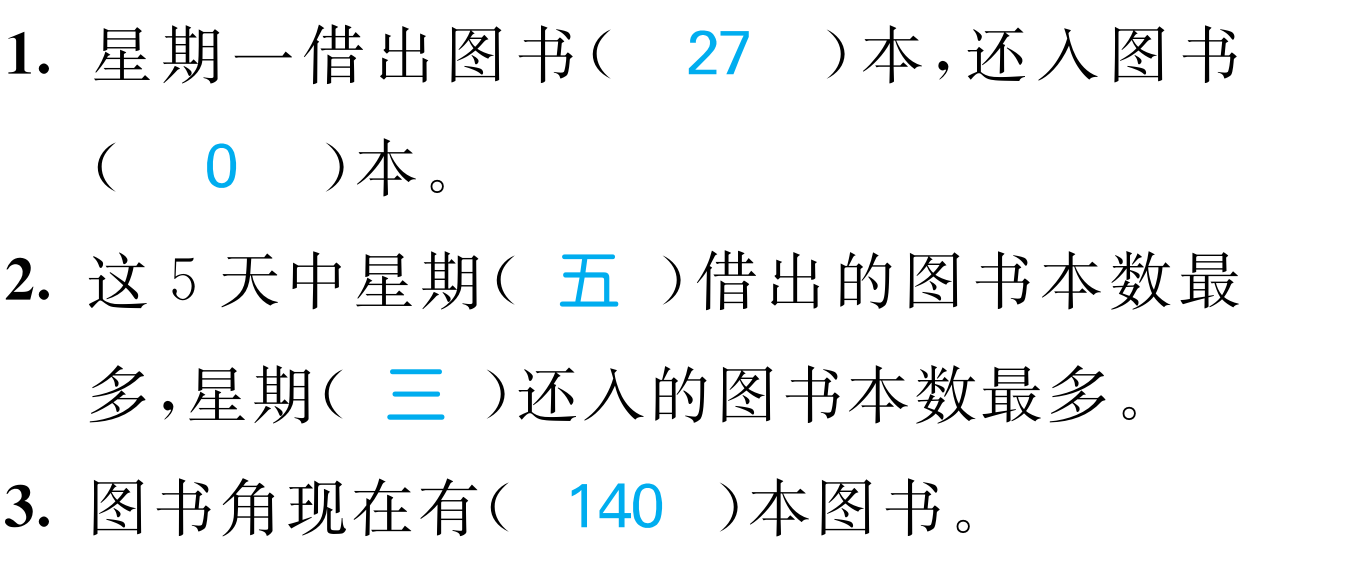 1. 星期一借出图书( 27 )本,还入图书
( 0 )本。
2. 这 5 天中星期( 五 )借出的图书本数最
多,星期( 三 )还入的图书本数最多。
3. 图书角现在有( 140 )本图书。